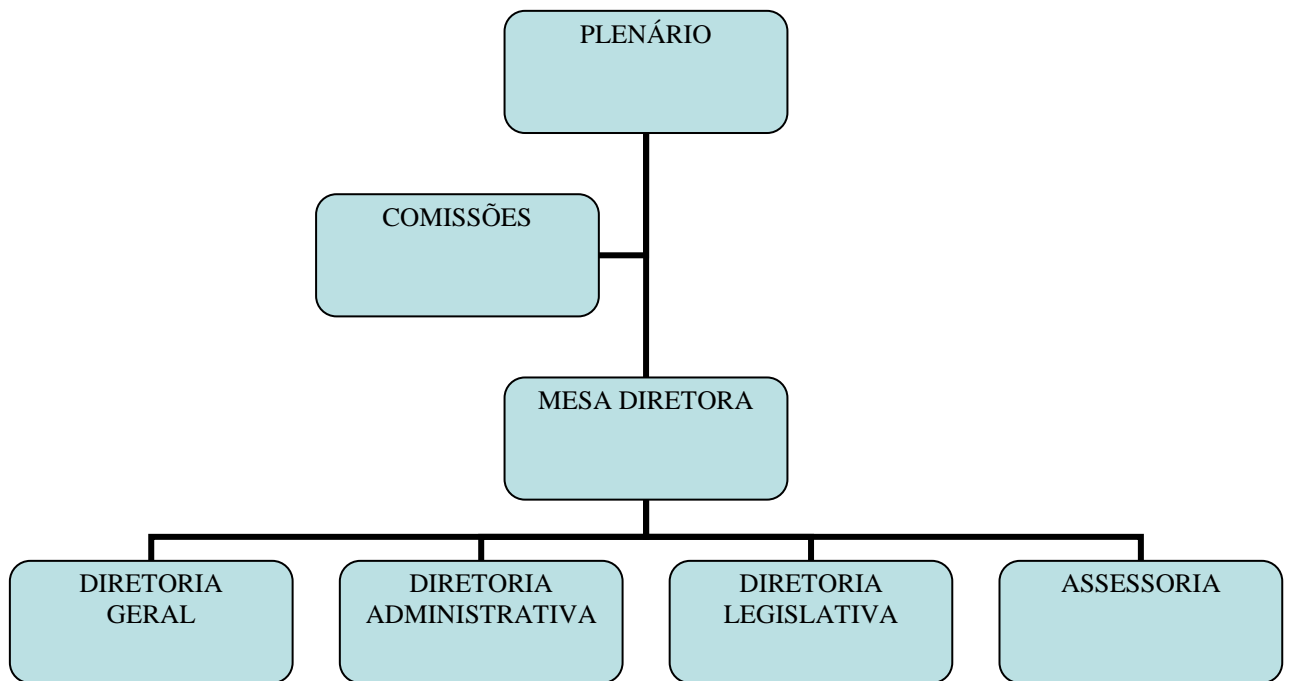 PLENÁRIO
COMISSÕES
MESA DIRETORA
DIRETORIA
GERAL
DIRETORIA
ADMINISTRATIVA
DIRETORIA
LEGISLATIVA
ASSESSORIA